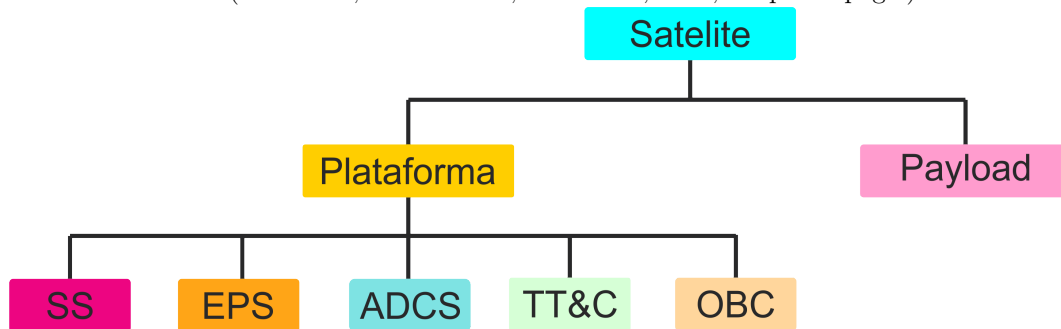 Satelite
Plataforma
Payload
SS
EPS
ADCS
TT&C
OBC